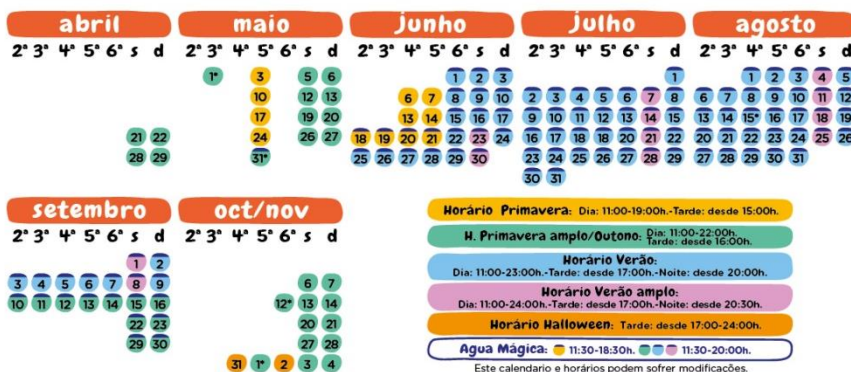 abril
2ª 3ª 4ª 5ª 6ª s d
21 22
28 29
maio
2ª 3ª 4ª 5ª 6ª s d
1* 3 5 6
10 12 13
17 19 20
24 26 27
31*
junho
2ª 3ª 4ª 5ª 6ª s d
1 2 3
6 7 8 9 10
13 14 15 16 17
18 19 20 21 22 23 24
25 26 27 28 29 30
julho
2ª 3ª 4ª 5ª 6ª s d
1
2 3 4 5 6 7 8
9 10 11 12 13 14 15
16 17 18 18 20 21 22
23 24 25 26 27 28 29
30 31
agosto
2ª 3ª 4ª 5ª 6ª s d
1 2 3 4 5
6 7 8 9 10 11 12
13 14 15* 16 17 18 19
20 21 22 23 24 25 26
27 28 29 30 31
setembro
2ª 3ª 4ª 5ª 6ª s d
1 2
3 4 5 6 7 8 9
10 11 12 13 14 15 16
22 23
29 30
oct/nov
2ª 3ª 4ª 5ª 6ª s d
6 7
12* 13 14
20 21
27 28
31 1* 2 3 4
Horário Primavera: Dia: 11:00-19:00h.-Tarde: desde 15:00h.
H. Primavera amplo/Outono: Dia: 11:00-22:00h.
Tarde: desde 16:00h.
Horário Verão:
Dia: 11:00-23:00h.-Tarde: desde 17:00h.-Noite: desde 20:00h.
Horário Verão amplo:
Dia: 11:00-24:00h.-Tarde: desde 17:00h.-Noite: desde 20:30h.
Horário Halloween: Tarde: desde 17:00-24:00h.
Agua Mágica: 11:30-18:30h. 11:30-20:00h.
Este calendario e horários podem sofrer modificações.